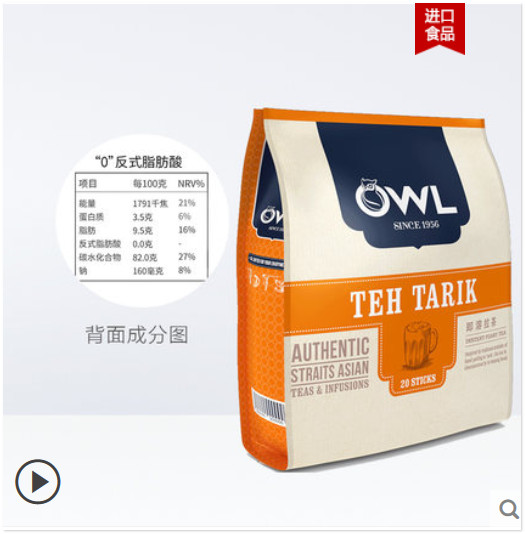 进口
食品
“0”反式脂肪酸
项目 每100克 NRV%
能量 1791千焦 21%
蛋白质 3.5克 6%
脂肪 9.5克 16%
反式脂肪酸 0.0克 -
碳水化合物 82.0克 27%
钠 160毫克 8%
背面成分图
OWL
SINCE 1956
TEH TARIK
AUTHENTIC
STRAITS ASIAN
TEAS & INFUSIONS
20 STICKS
即溶拉茶